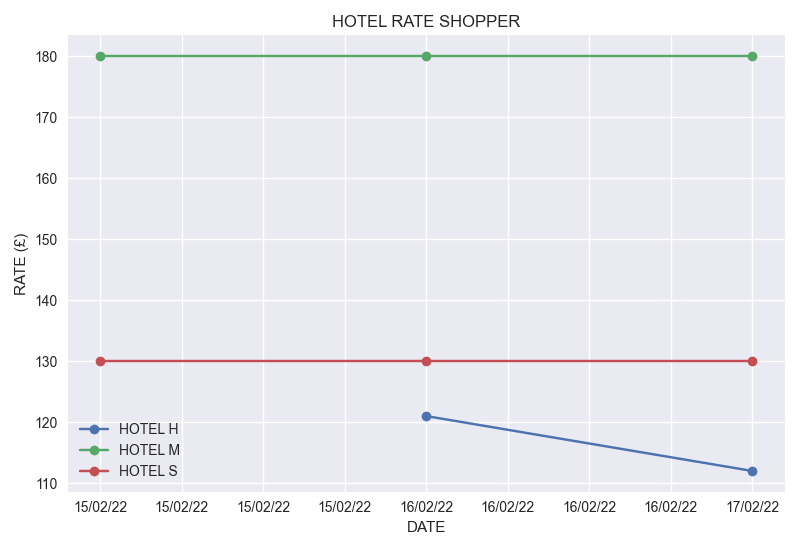 HOTEL RATE SHOPPER
RATE (£)
180
170
160
150
140
130
120
110
HOTEL H
HOTEL M
HOTEL S
15/02/22 15/02/22 15/02/22 15/02/22 16/02/22 16/02/22 16/02/22 16/02/22 17/02/22
DATE